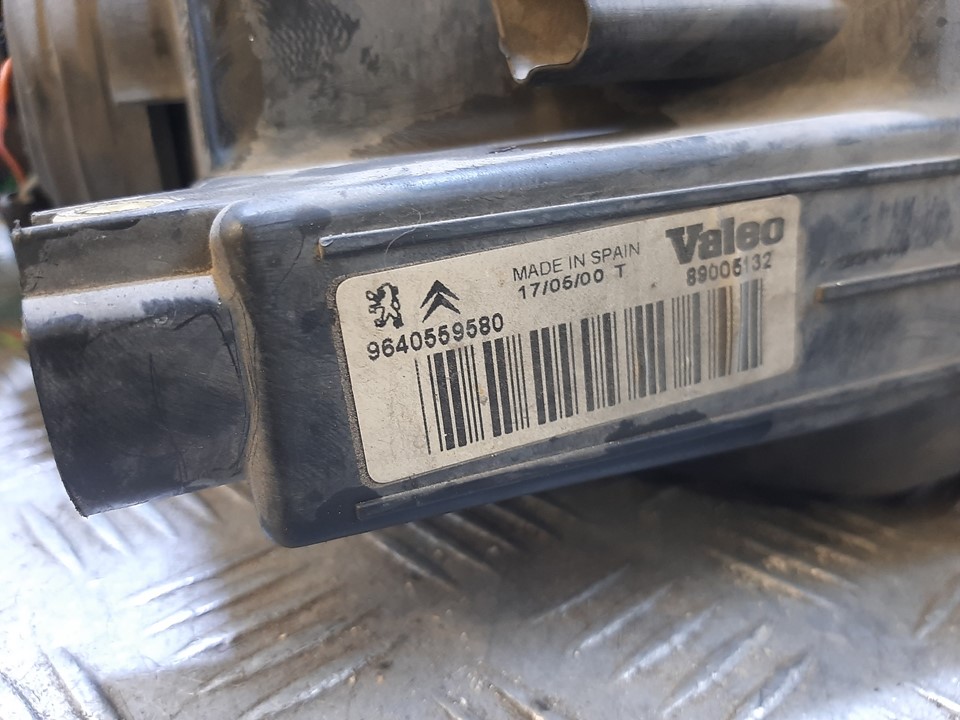 MADE IN SPAIN
17/05/00 T
Valeo
89005132
9640559580